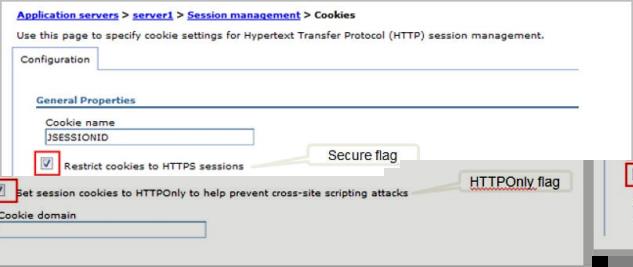 Application servers > server1 > Session management > Cookies
Use this page to specify cookie settings for Hypertext Transfer Protocol (HTTP) session management.
Configuration
General Properties
Cookie name
JSESSIONID
Restrict cookies to HTTPS sessions
Secure flag
Set session cookies to HTTPOnly to help prevent cross-site scripting attacks
HTTPOnly flag
Cookie domain